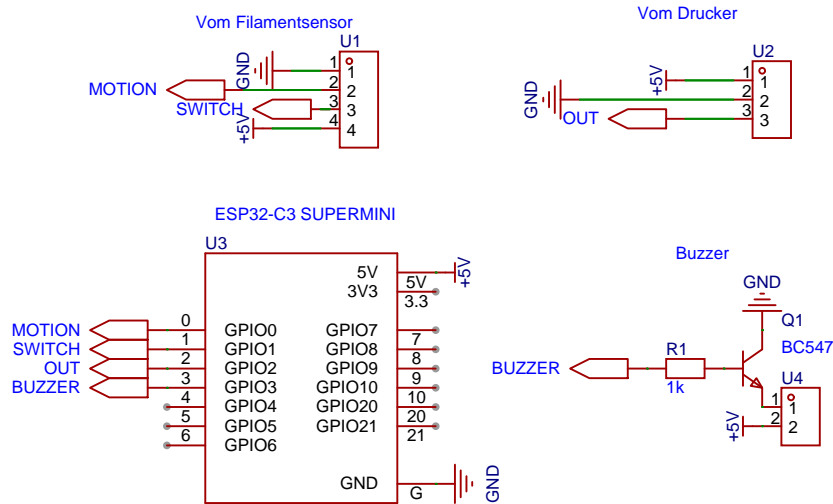 Vom Filamentsensor
U1
GND
1 1
MOTION 2 2
SWITCH 3 3
+5V 4 4
Vom Drucker
U2
+5V 1 1
GND 2 2
OUT 3 3
ESP32-C3 SUPERMINI
U3
5V 5V +5V
3V3 3.3
MOTION 0 GPIO0 GPIO7 7
SWITCH 1 GPIO1 GPIO8 8
OUT 2 GPIO2 GPIO9 9
BUZZER 3 GPIO3 GPIO10 10
4 GPIO4 GPIO20 20
5 GPIO5 GPIO21 21
6 GPIO6
GND G GND
Buzzer
GND
Q1
BC547
BUZZER R1
1k
U4
1 1
+5V 2 2